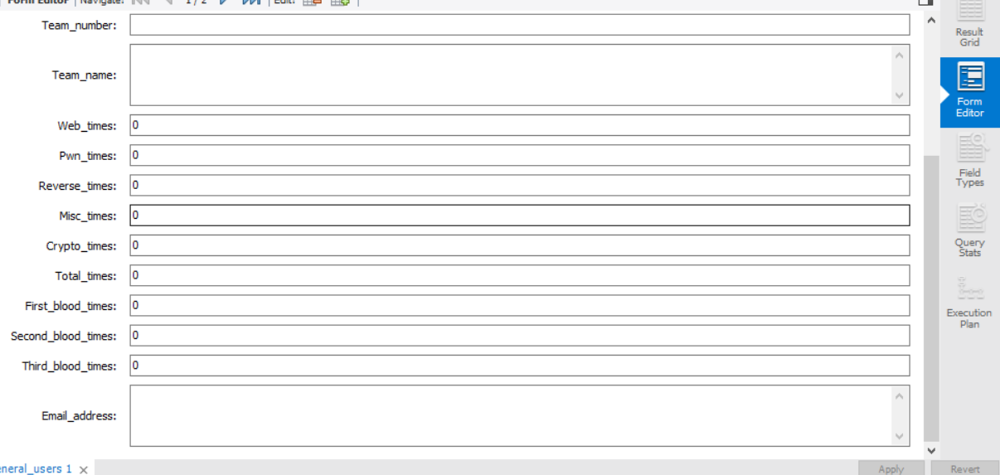 Form Editor | Navigate: 1 / 2 Edit:
Team_number:
Team_name:
Web_times: 0
Pwn_times: 0
Reverse_times: 0
Misc_times: 0
Crypto_times: 0
Total_times: 0
First_blood_times: 0
Second_blood_times: 0
Third_blood_times: 0
Email_address:
eneral_users 1 ×
Apply Revert
Result
Grid
Form
Editor
Field
Types
Query
Stats
Execution
Plan